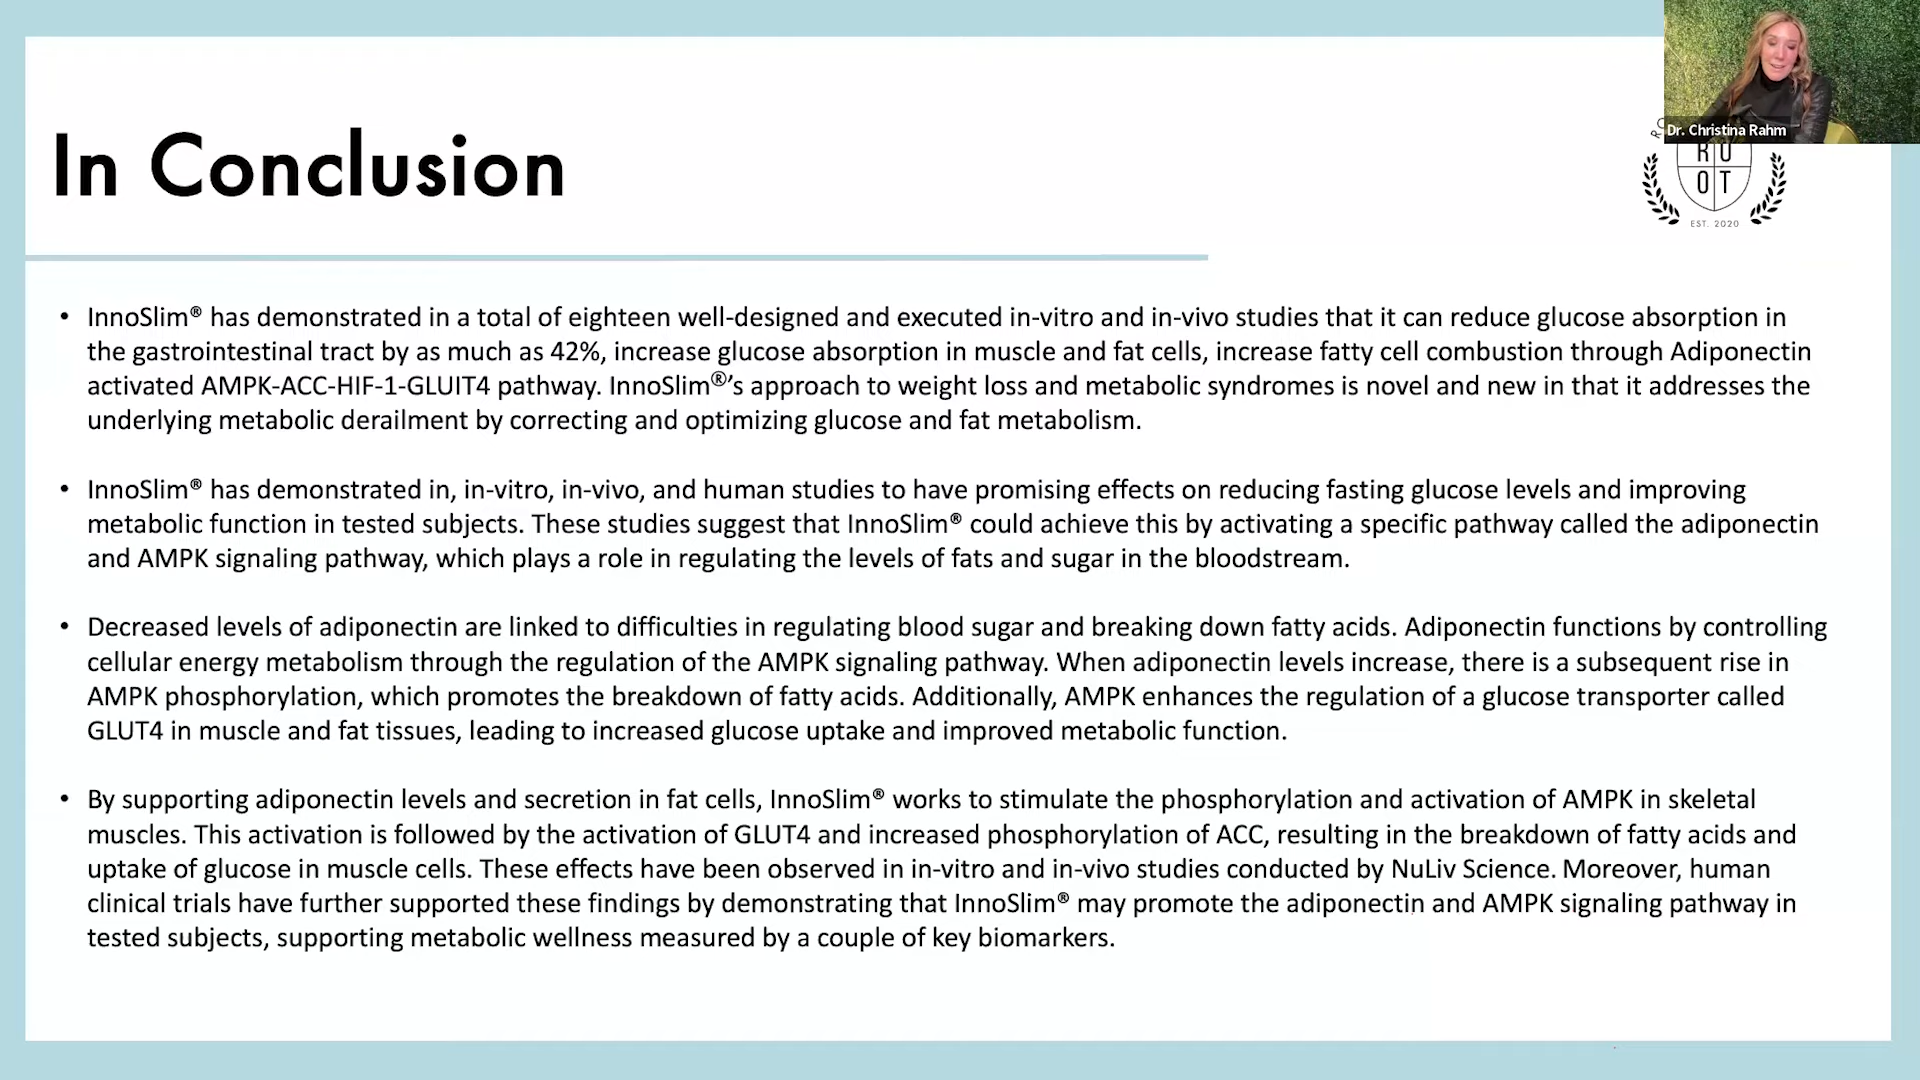 Dr. Christina Rahm
In Conclusion
R O
O T
EST. 2020
• InnoSlim® has demonstrated in a total of eighteen well-designed and executed in-vitro and in-vivo studies that it can reduce glucose absorption in
the gastrointestinal tract by as much as 42%, increase glucose absorption in muscle and fat cells, increase fatty cell combustion through Adiponectin
activated AMPK-ACC-HIF-1-GLUIT4 pathway. InnoSlim®’s approach to weight loss and metabolic syndromes is novel and new in that it addresses the
underlying metabolic derailment by correcting and optimizing glucose and fat metabolism.
• InnoSlim® has demonstrated in, in-vitro, in-vivo, and human studies to have promising effects on reducing fasting glucose levels and improving
metabolic function in tested subjects. These studies suggest that InnoSlim® could achieve this by activating a specific pathway called the adiponectin
and AMPK signaling pathway, which plays a role in regulating the levels of fats and sugar in the bloodstream.
• Decreased levels of adiponectin are linked to difficulties in regulating blood sugar and breaking down fatty acids. Adiponectin functions by controlling
cellular energy metabolism through the regulation of the AMPK signaling pathway. When adiponectin levels increase, there is a subsequent rise in
AMPK phosphorylation, which promotes the breakdown of fatty acids. Additionally, AMPK enhances the regulation of a glucose transporter called
GLUT4 in muscle and fat tissues, leading to increased glucose uptake and improved metabolic function.
• By supporting adiponectin levels and secretion in fat cells, InnoSlim® works to stimulate the phosphorylation and activation of AMPK in skeletal
muscles. This activation is followed by the activation of GLUT4 and increased phosphorylation of ACC, resulting in the breakdown of fatty acids and
uptake of glucose in muscle cells. These effects have been observed in in-vitro and in-vivo studies conducted by NuLiv Science. Moreover, human
clinical trials have further supported these findings by demonstrating that InnoSlim® may promote the adiponectin and AMPK signaling pathway in
tested subjects, supporting metabolic wellness measured by a couple of key biomarkers.